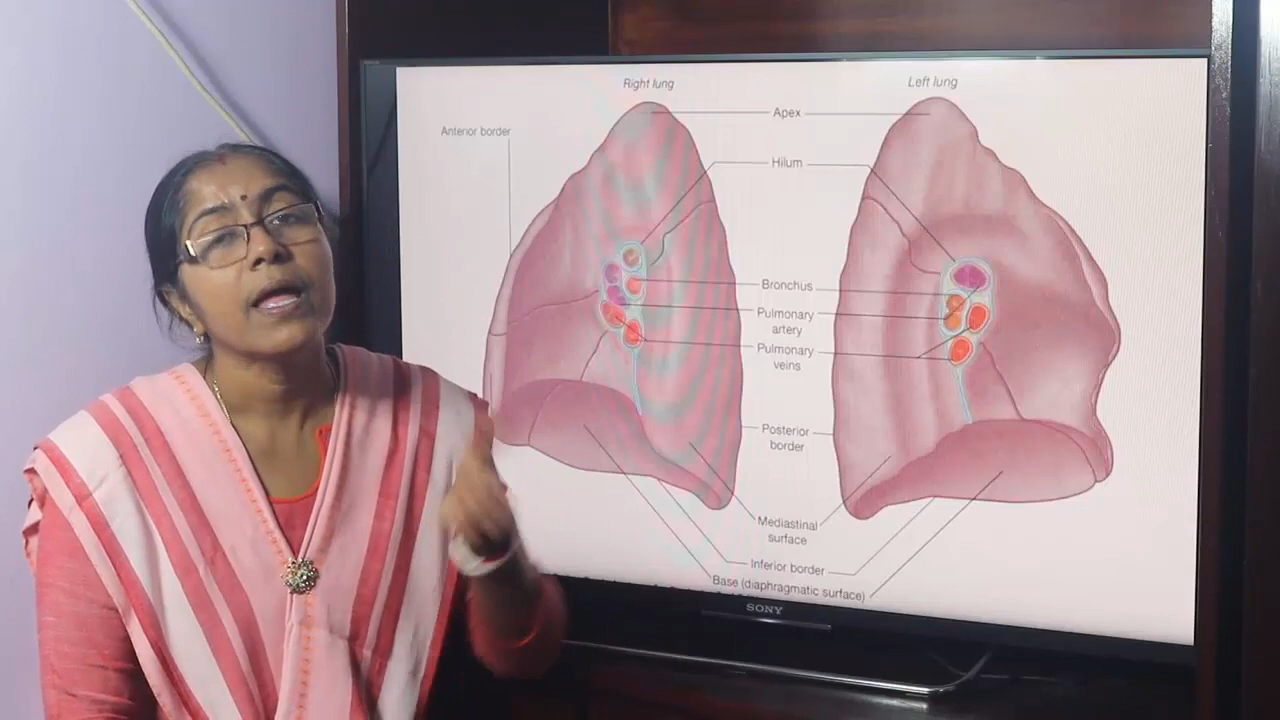 Right lung
Left lung
Apex
Anterior border
Hilum
Bronchus
Pulmonary
artery
Pulmonary
veins
Posterior
border
Mediastinal
surface
Inferior border
Base (diaphragmatic surface)
SONY